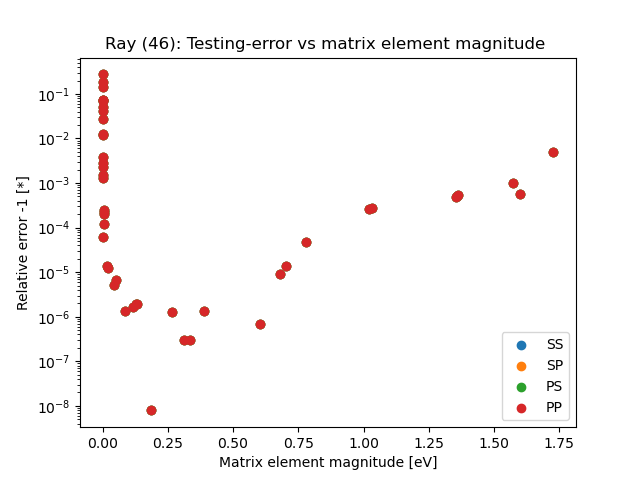 Ray (46): Testing-error vs matrix element magnitude
Relative error -1 [*]
10⁻¹
10⁻²
10⁻³
10⁻⁴
10⁻⁵
10⁻⁶
10⁻⁷
10⁻⁸
SS
SP
PS
PP
0.00 0.25 0.50 0.75 1.00 1.25 1.50 1.75
Matrix element magnitude [eV]